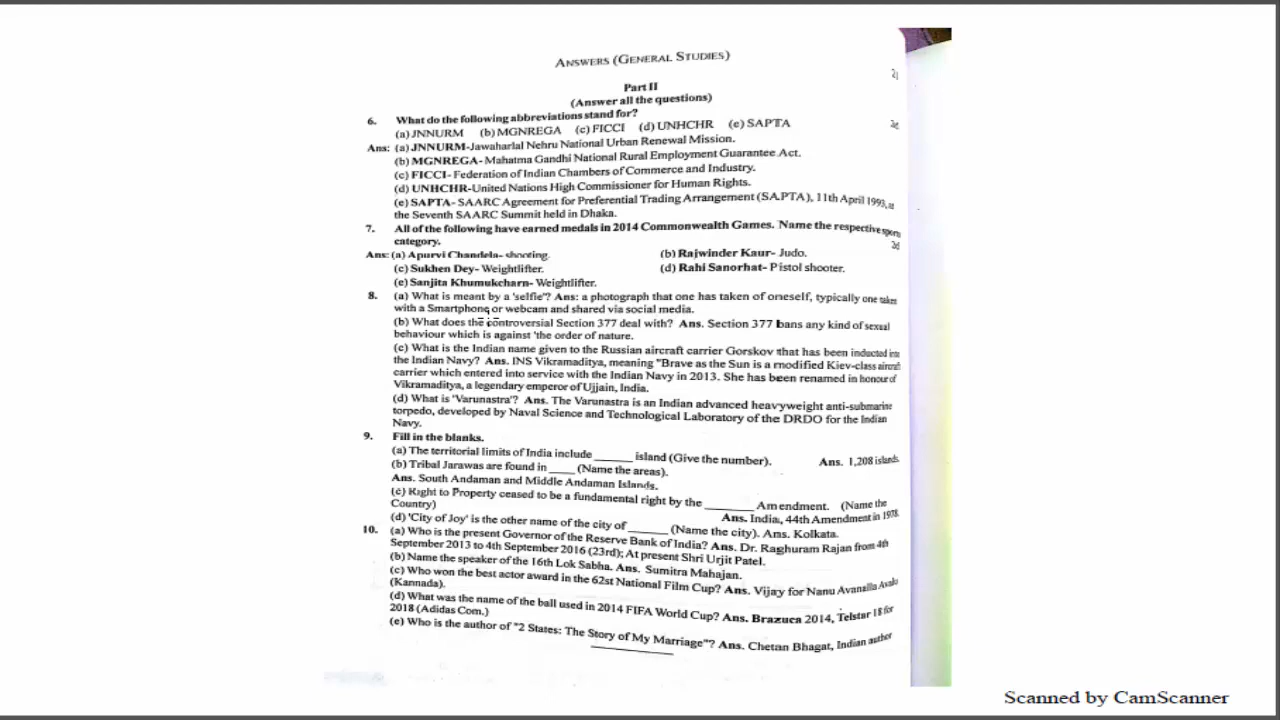 ANSWERS (GENERAL STUDIES)
Part II
(Answer all the questions)
6. What do the following abbreviations stand for?
(a) JNNURM (b) MGNREGA (c) FICCI (d) UNHCHR (e) SAPTA
Ans: (a) JNNURM-Jawaharlal Nehru National Urban Renewal Mission.
(b) MGNREGA- Mahatma Gandhi National Rural Employment Guarantee Act.
(c) FICCI- Federation of Indian Chambers of Commerce and Industry.
(d) UNHCHR-United Nations High Commissioner for Human Rights.
(e) SAPTA- SAARC Agreement for Preferential Trading Arrangement (SAPTA), 11th April 1993, at
the Seventh SAARC Summit held in Dhaka.
7. All of the following have earned medals in 2014 Commonwealth Games. Name the respective sports
category.
Ans: (a) Apurvi Chandela- shooting. (b) Rajwinder Kaur- Judo.
(c) Sukhen Dey- Weightlifter. (d) Rahi Sanorhat- Pistol shooter.
(e) Sanjita Khumukcharn- Weightlifter.
8. (a) What is meant by a 'selfie'? Ans: a photograph that one has taken of oneself, typically one taken
with a Smartphone or webcam and shared via social media.
(b) What does the controversial Section 377 deal with? Ans. Section 377 bans any kind of sexual
behaviour which is against 'the order of nature.
(c) What is the Indian name given to the Russian aircraft carrier Gorskov that has been inducted into
the Indian Navy? Ans. INS Vikramaditya, meaning "Brave as the Sun is a modified Kiev-class aircraft
carrier which entered into service with the Indian Navy in 2013. She has been renamed in honour of
Vikramaditya, a legendary emperor of Ujjain, India.
(d) What is 'Varunastra'? Ans. The Varunastra is an Indian advanced heavyweight anti-submarine
torpedo, developed by Naval Science and Technological Laboratory of the DRDO for the Indian
Navy.
9. Fill in the blanks.
(a) The territorial limits of India include ______ island (Give the number). Ans. 1,208 islands.
(b) Tribal Jarawas are found in ____ (Name the areas).
Ans. South Andaman and Middle Andaman Islands.
(c) Right to Property ceased to be a fundamental right by the ________ Amendment. (Name the
Country) Ans. India, 44th Amendment in 1978.
(d) 'City of Joy' is the other name of the city of ______ (Name the city). Ans. Kolkata.
10. (a) Who is the present Governor of the Reserve Bank of India? Ans. Dr. Raghuram Rajan from 4th
September 2013 to 4th September 2016 (23rd); At present Shri Urjit Patel.
(b) Name the speaker of the 16th Lok Sabha. Ans. Sumitra Mahajan.
(c) Who won the best actor award in the 62st National Film Cup? Ans. Vijay for Nanu Avanalla Avalu
(Kannada).
(d) What was the name of the ball used in 2014 FIFA World Cup? Ans. Brazuca 2014, Telstar 18 for
2018 (Adidas Com.)
(e) Who is the author of "2 States: The Story of My Marriage"? Ans. Chetan Bhagat, Indian author
Scanned by CamScanner